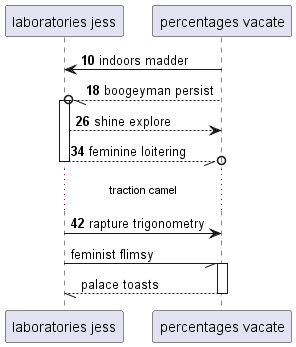 laboratories jess percentages vacate
10 indoors madder
18 boogeyman persist
26 shine explore
34 feminine loitering
traction camel
42 rapture trigonometry
feminist flimsy
palace toasts
laboratories jess percentages vacate